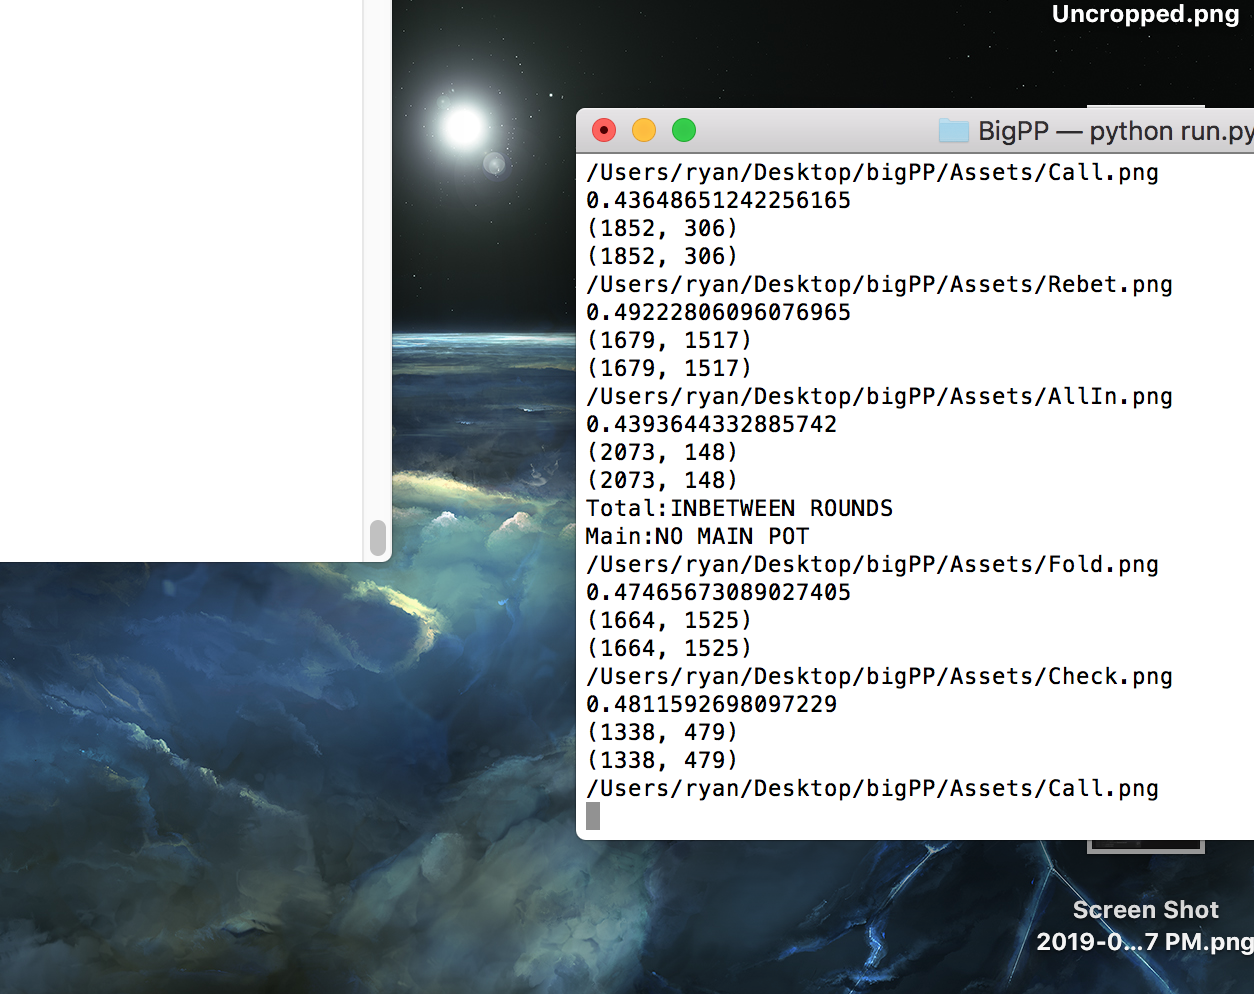 Uncropped.png
BigPP — python run.py
/Users/ryan/Desktop/bigPP/Assets/Call.png
0.43648651242256165
(1852, 306)
(1852, 306)
/Users/ryan/Desktop/bigPP/Assets/Rebet.png
0.49222806096076965
(1679, 1517)
(1679, 1517)
/Users/ryan/Desktop/bigPP/Assets/AllIn.png
0.4393644332885742
(2073, 148)
(2073, 148)
Total:INBETWEEN ROUNDS
Main:NO MAIN POT
/Users/ryan/Desktop/bigPP/Assets/Fold.png
0.47465673089027405
(1664, 1525)
(1664, 1525)
/Users/ryan/Desktop/bigPP/Assets/Check.png
0.4811592698097229
(1338, 479)
(1338, 479)
/Users/ryan/Desktop/bigPP/Assets/Call.png
Screen Shot
2019-0...7 PM.png